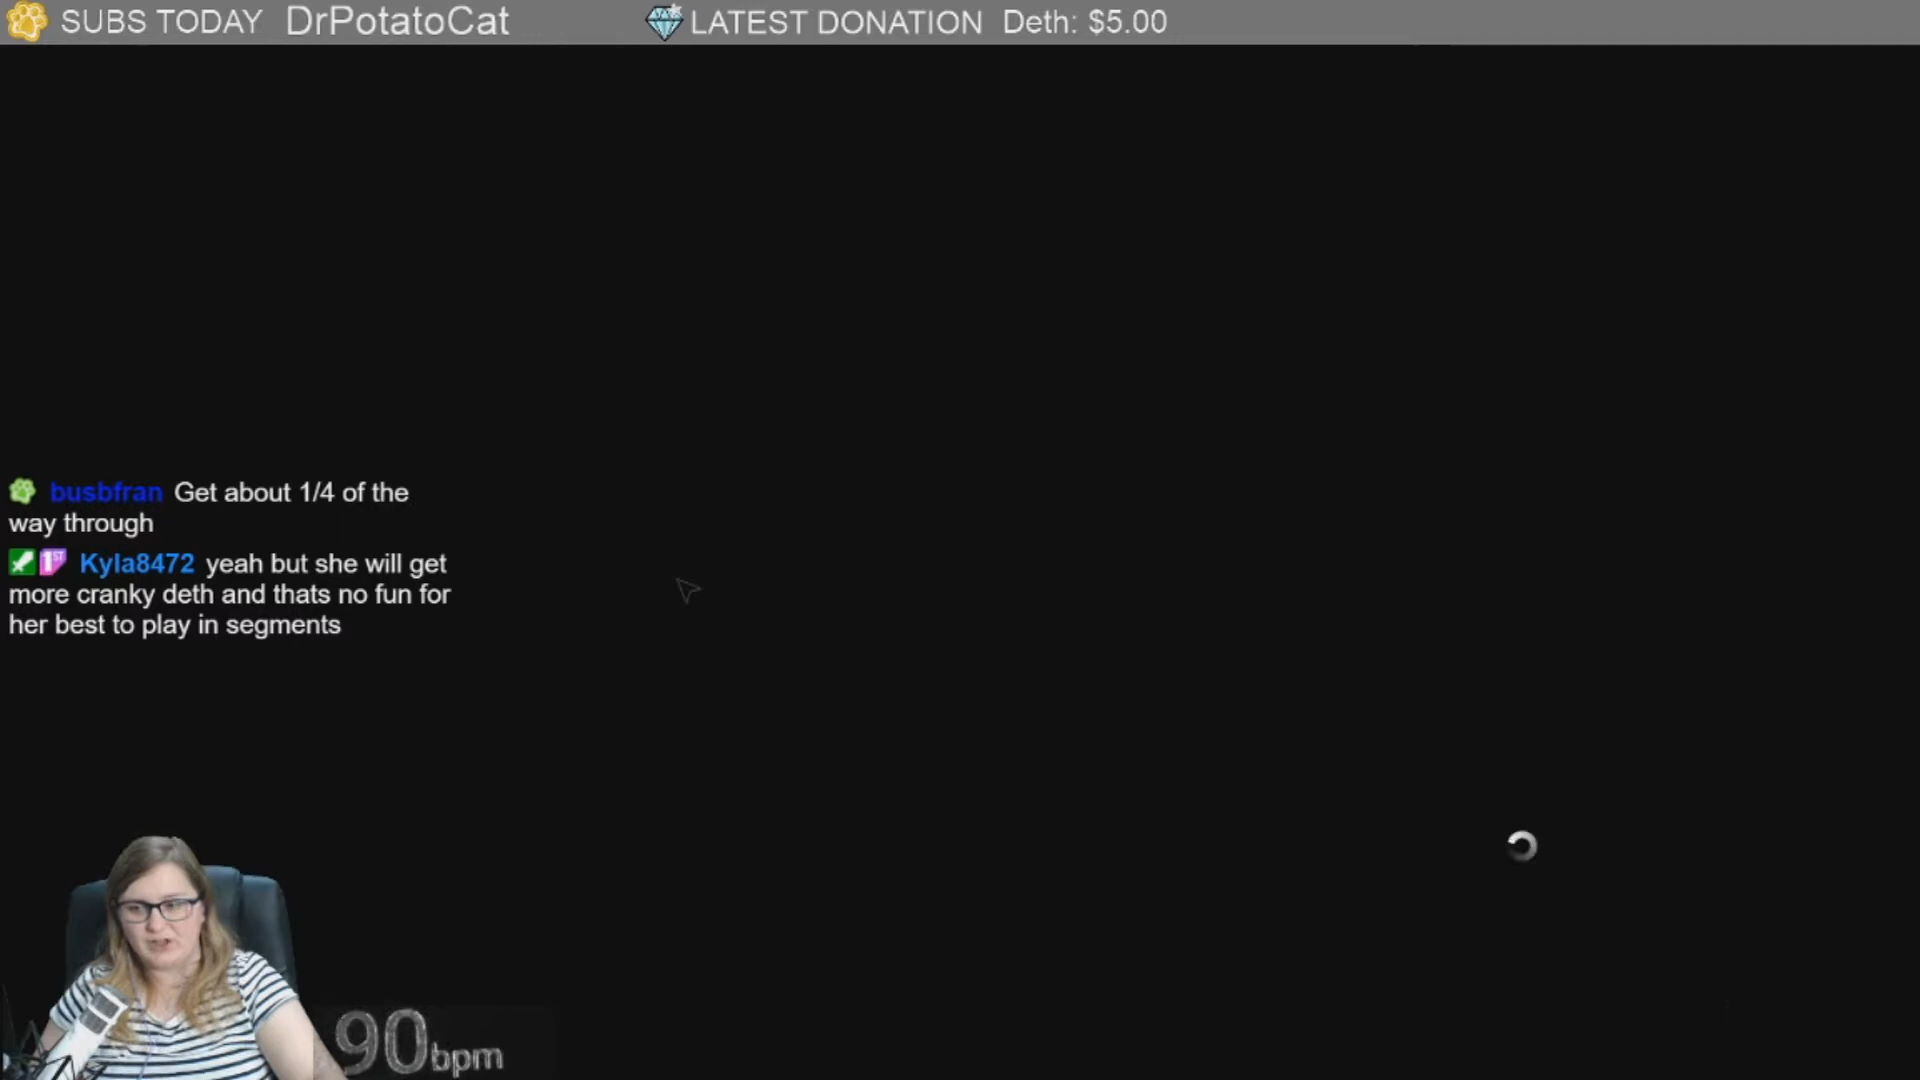 SUBS TODAY DrPotatoCat LATEST DONATION Deth: $5.00
busbfran Get about 1/4 of the
way through
1ST Kyla8472 yeah but she will get
more cranky deth and thats no fun for
her best to play in segments
90bpm